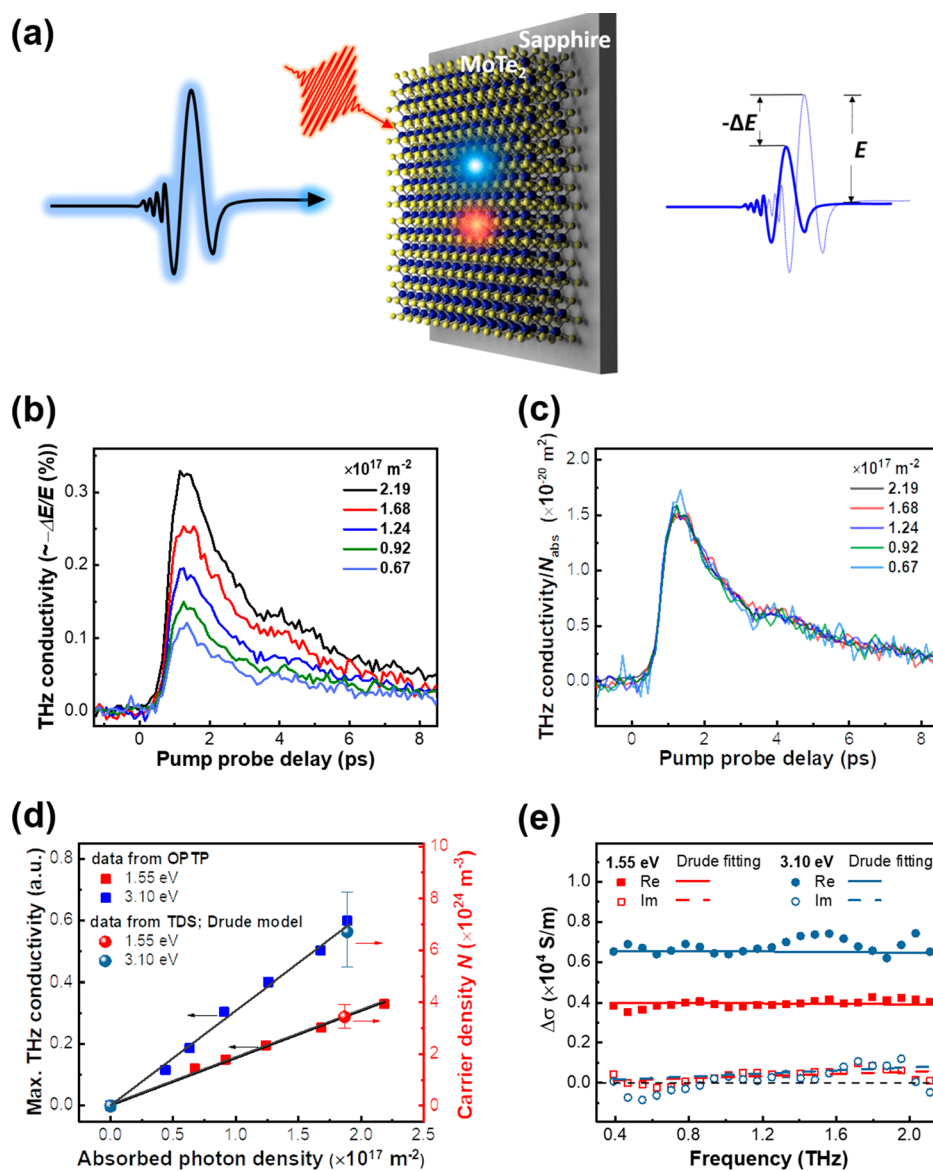 (a)
Sapphire
MoTe2
-ΔE
E
(b)
THz conductivity (~ -ΔE/E (%))
0.3
0.2
0.1
0.0
×10^17 m^-2
2.19
1.68
1.24
0.92
0.67
0 2 4 6 8
Pump probe delay (ps)
(c)
THz conductivity/Nabs (×10^-20 m^2)
2.0
1.5
1.0
0.5
0.0
×10^17 m^-2
2.19
1.68
1.24
0.92
0.67
0 2 4 6 8
Pump probe delay (ps)
(d)
Max. THz conductivity (a.u.)
0.8
0.6
0.4
0.2
0.0
data from OPTP
1.55 eV
3.10 eV
data from TDS; Drude model
1.55 eV
3.10 eV
10
8
6
4
2
0
Carrier density N (×10^24 m^-3)
0.0 0.5 1.0 1.5 2.0 2.5
Absorbed photon density (×10^17 m^-2)
(e)
Δσ (×10^4 S/m)
1.0
0.8
0.6
0.4
0.2
0.0
1.55 eV Drude fitting 3.10 eV Drude fitting
Re Re
Im Im
0.4 0.8 1.2 1.6 2.0
Frequency (THz)